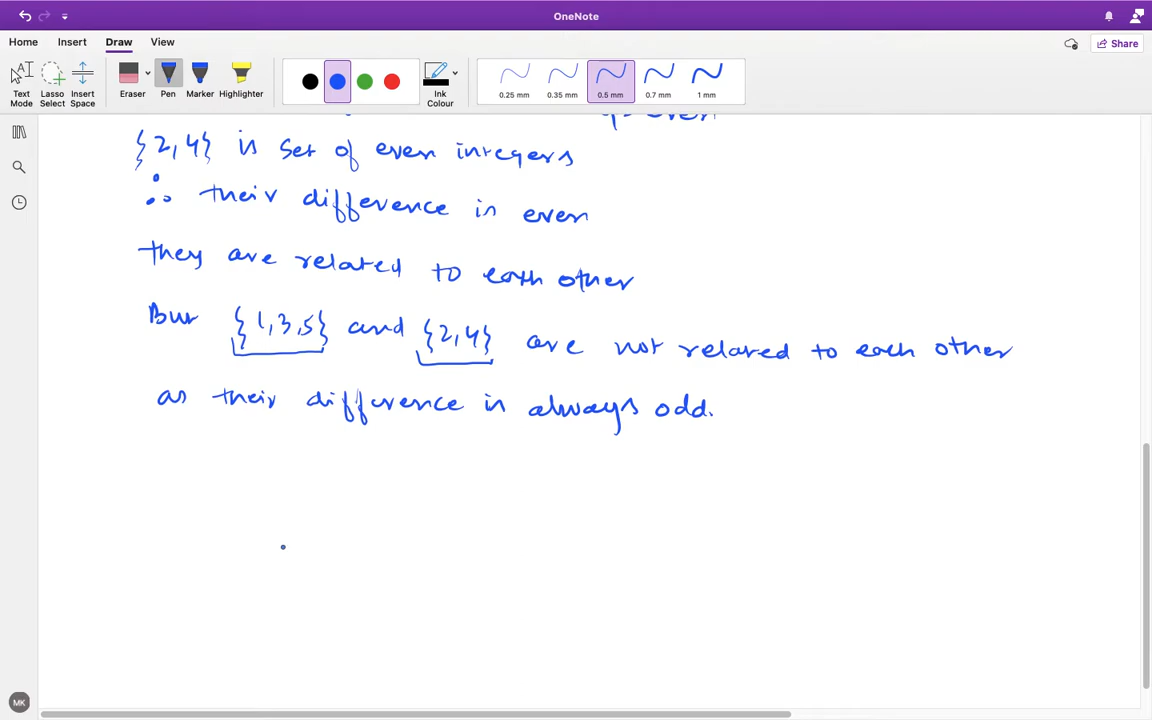 OneNote
Home Insert Draw View
Share
Text Mode
Lasso Select
Insert Space
Eraser
Pen
Marker
Highlighter
Ink Colour
0.25 mm
0.35 mm
0.5 mm
0.7 mm
1 mm
{2,4} is set of even integers
∴ their difference is even
they are related to each other
But {1,3,5} and {2,4} are not related to each other
as their difference is always odd.
MK